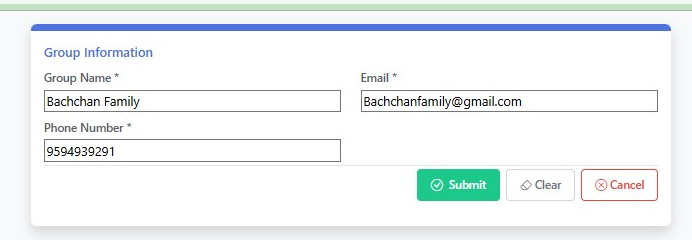 Group Information
Group Name * Email *
Bachchan Family Bachchanfamily@gmail.com
Phone Number *
9594939291
Submit Clear Cancel